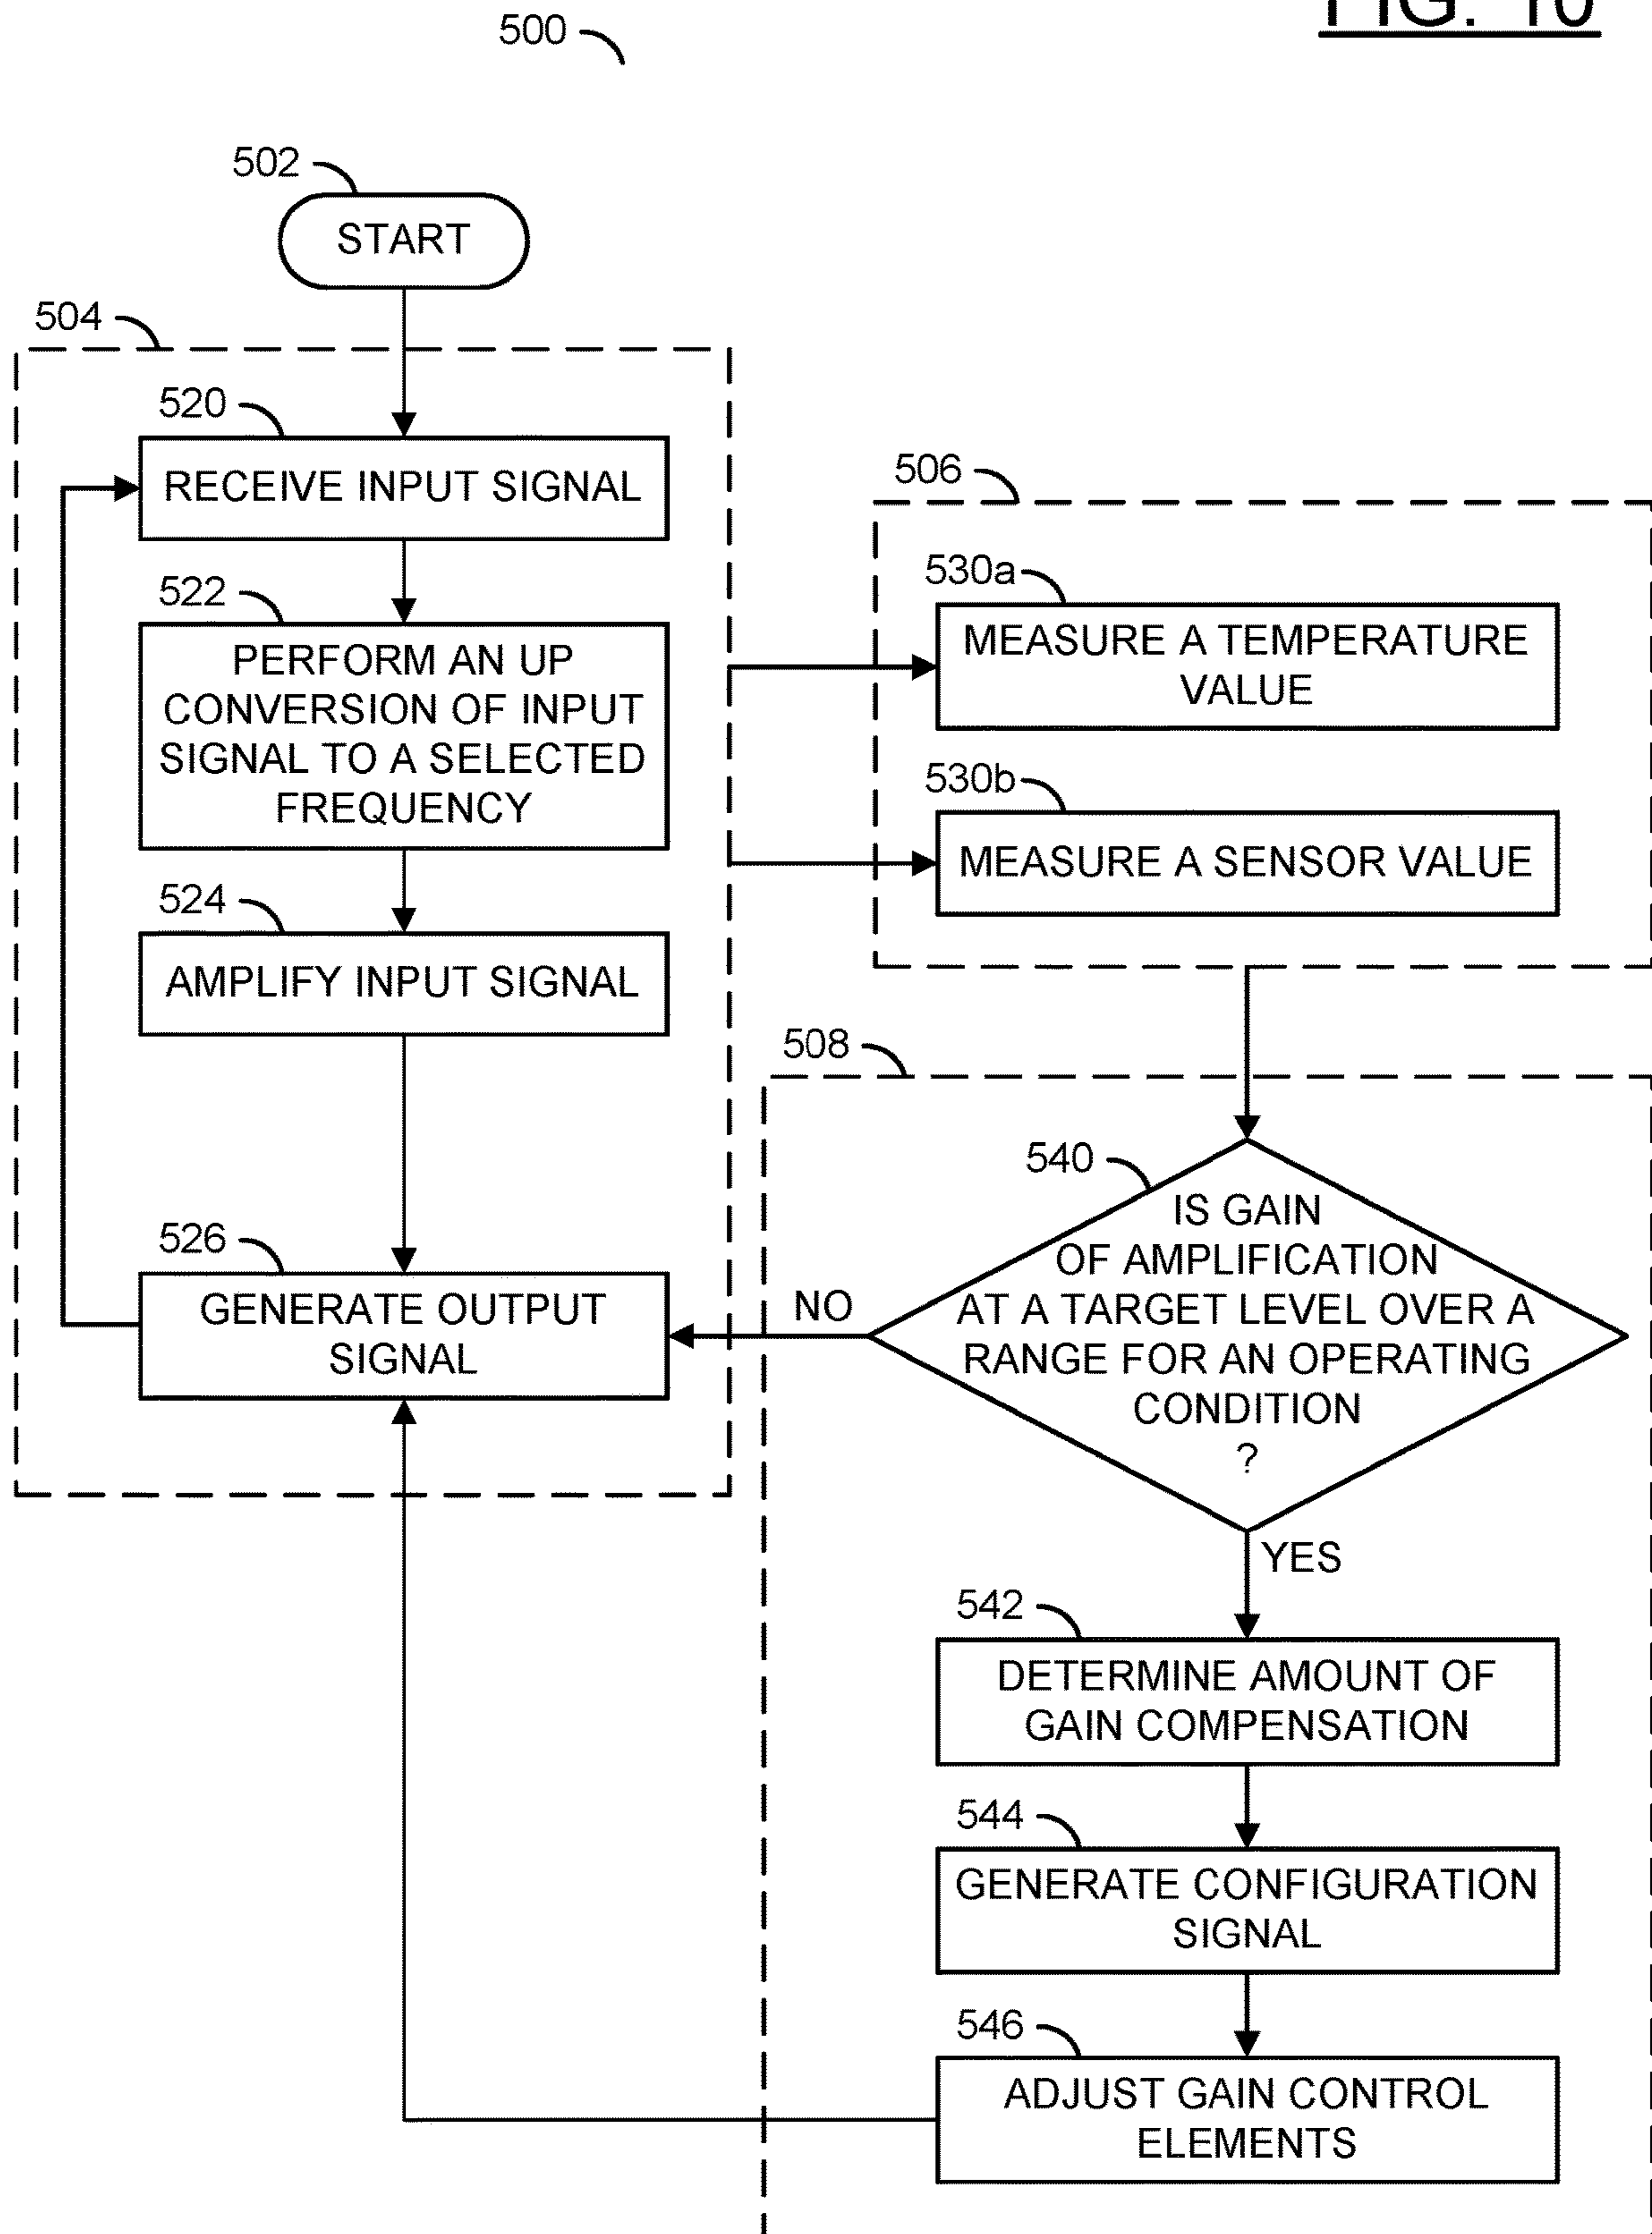 FIG. 10
500
502
START
504
520
RECEIVE INPUT SIGNAL
522
PERFORM AN UP
CONVERSION OF INPUT
SIGNAL TO A SELECTED
FREQUENCY
524
AMPLIFY INPUT SIGNAL
526
GENERATE OUTPUT
SIGNAL
506
530a
MEASURE A TEMPERATURE
VALUE
530b
MEASURE A SENSOR VALUE
508
540
IS GAIN
OF AMPLIFICATION
AT A TARGET LEVEL OVER A
RANGE FOR AN OPERATING
CONDITION
?
NO
YES
542
DETERMINE AMOUNT OF
GAIN COMPENSATION
544
GENERATE CONFIGURATION
SIGNAL
546
ADJUST GAIN CONTROL
ELEMENTS